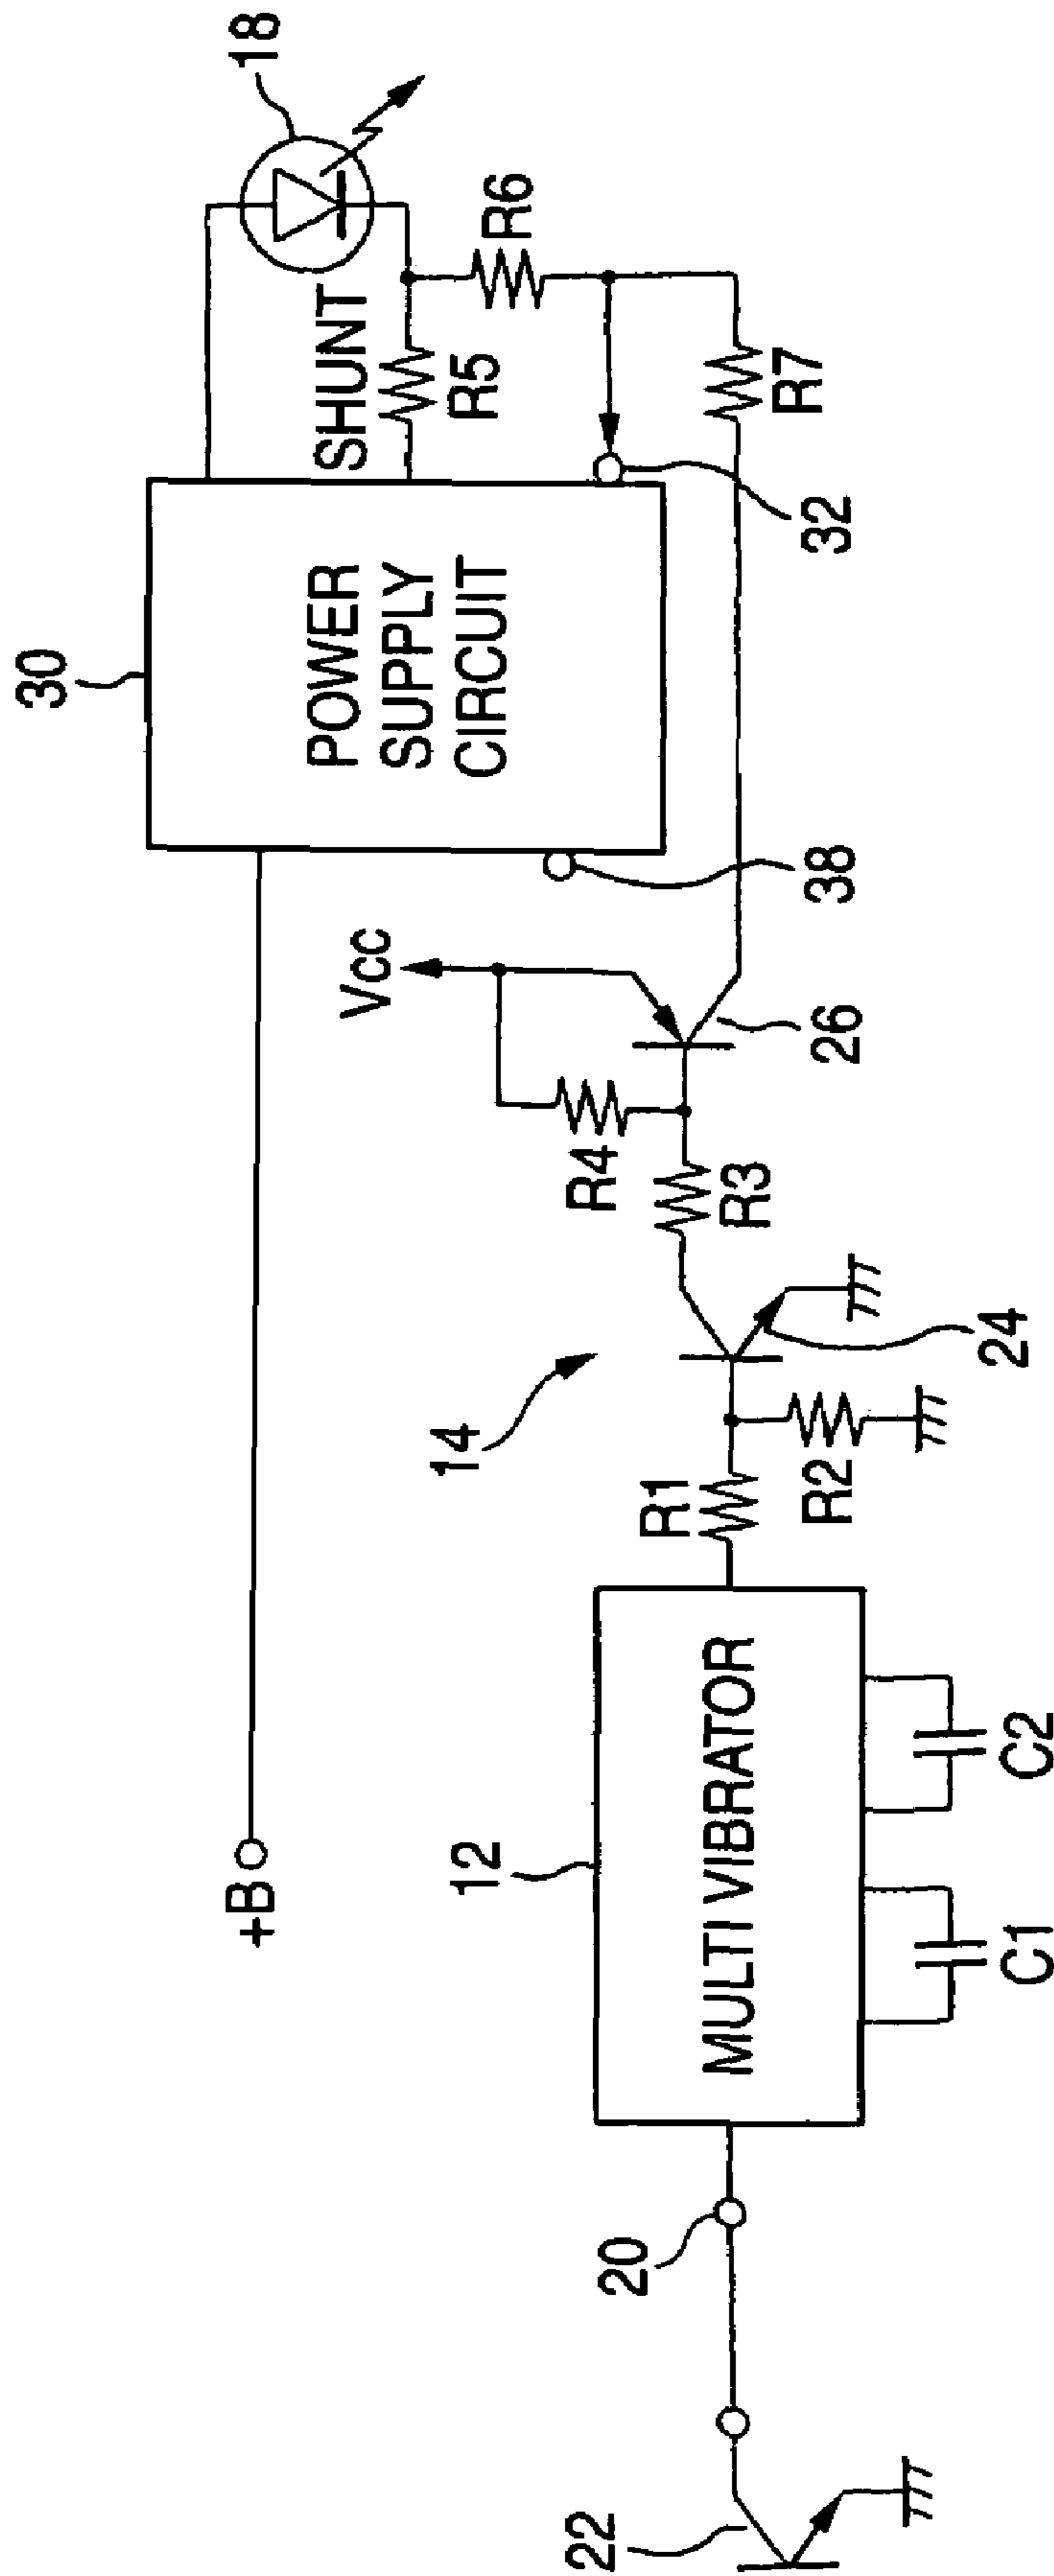 30
18
POWER
SUPPLY
CIRCUIT
SHUNT
R5
R6
R7
32
38
+B
Vcc
26
R4
R3
14
24
R1
R2
12
MULTI VIBRATOR
C1
C2
20
22